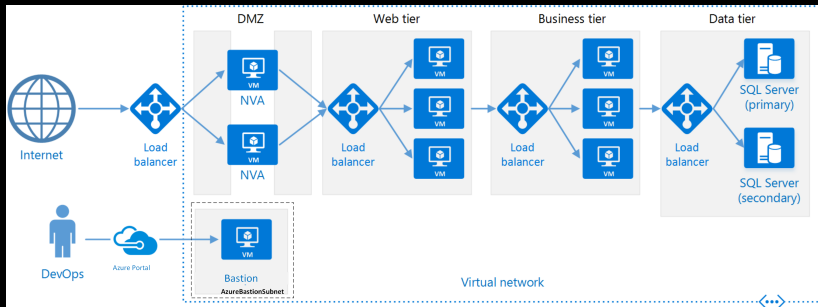 DMZ
Web tier
Business tier
Data tier
Internet
Load
balancer
VM
NVA
VM
NVA
Load
balancer
VM
VM
VM
Load
balancer
VM
VM
VM
Load
balancer
SQL Server
(primary)
SQL Server
(secondary)
DevOps
Azure Portal
VM
Bastion
AzureBastionSubnet
Virtual network